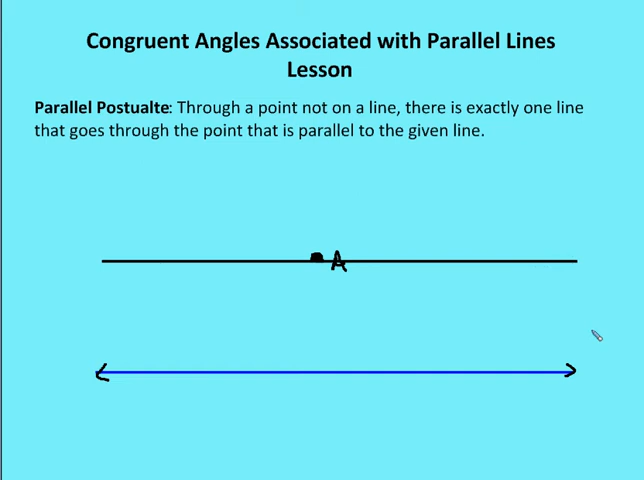 Congruent Angles Associated with Parallel Lines
Lesson
Parallel Postualte: Through a point not on a line, there is exactly one line
that goes through the point that is parallel to the given line.
A